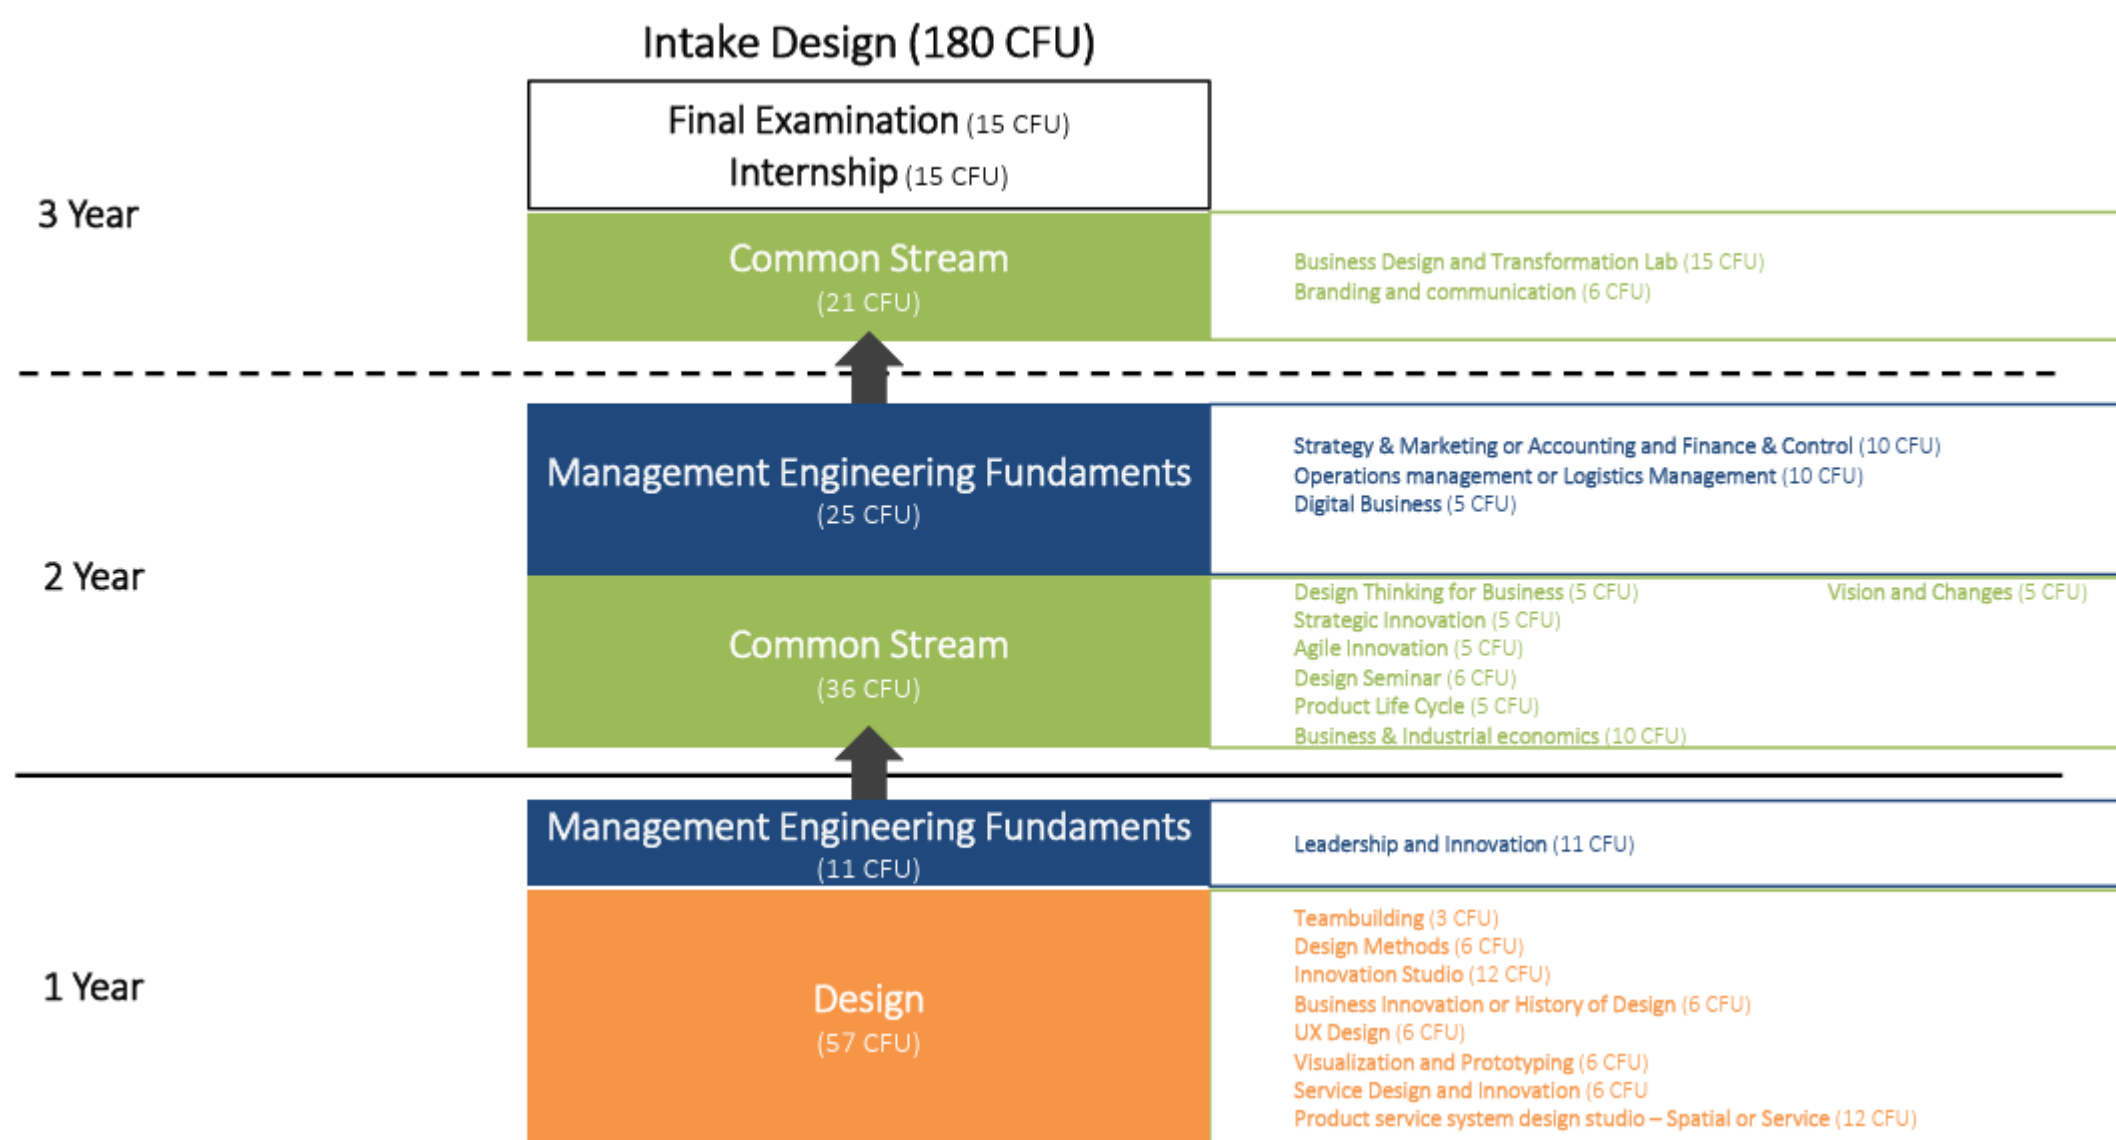 Intake Design (180 CFU)
Final Examination (15 CFU)
Internship (15 CFU)
3 Year
Common Stream
(21 CFU)
Business Design and Transformation Lab (15 CFU)
Branding and communication (6 CFU)
Management Engineering Fundaments
(25 CFU)
Strategy & Marketing or Accounting and Finance & Control (10 CFU)
Operations management or Logistics Management (10 CFU)
Digital Business (5 CFU)
2 Year
Common Stream
(36 CFU)
Design Thinking for Business (5 CFU)
Vision and Changes (5 CFU)
Strategic Innovation (5 CFU)
Agile Innovation (5 CFU)
Design Seminar (6 CFU)
Product Life Cycle (5 CFU)
Business & Industrial economics (10 CFU)
Management Engineering Fundaments
(11 CFU)
Leadership and Innovation (11 CFU)
1 Year
Design
(57 CFU)
Teambuilding (3 CFU)
Design Methods (6 CFU)
Innovation Studio (12 CFU)
Business Innovation or History of Design (6 CFU)
UX Design (6 CFU)
Visualization and Prototyping (6 CFU)
Service Design and Innovation (6 CFU
Product service system design studio – Spatial or Service (12 CFU)